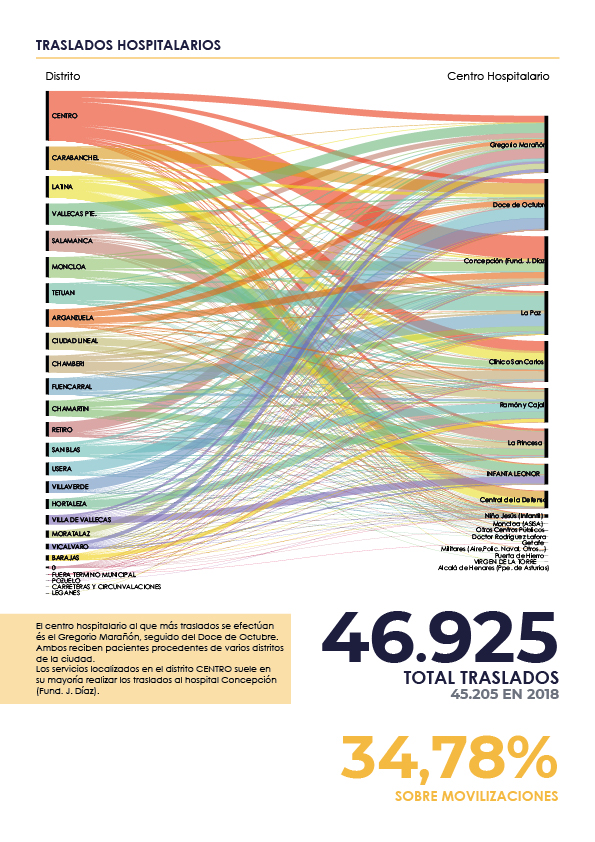 TRASLADOS HOSPITALARIOS
Distrito
Centro Hospitalario
CENTRO
CARABANCHEL
LATINA
VALLECAS PTE.
SALAMANCA
MONCLOA
TETUAN
ARGANZUELA
CIUDAD LINEAL
CHAMBERI
FUENCARRAL
CHAMARTIN
RETIRO
SAN BLAS
USERA
VILLAVERDE
HORTALEZA
VILLA DE VALLECAS
MORATALAZ
VICALVARO
BARAJAS
0
FUERA TERMINO MUNICIPAL
POZUELO
CARRETERAS Y CIRCUNVALACIONES
LEGANES
Gregorio Marañón
Doce de Octubre
Concepción (Fund. J. Díaz)
La Paz
Clínico San Carlos
Ramón y Cajal
La Princesa
INFANTA LEONOR
Central de la Defensa
Niño Jesús (Infantil)
Moncloa (ASISA)
Otros Centros Públicos
Doctor Rodríguez Lafora
Getafe
Militares (Aire,Polic. Naval, Otros...)
Puerta de Hierro
VIRGEN DE LA TORRE
Alcalá de Henares (Ppe. de Asturias)
El centro hospitalario al que más traslados se efectúan
és el Gregorio Marañón, seguido del Doce de Octubre.
Ambos reciben pacientes procedentes de varios distritos
de la ciudad.
Los servicios localizados en el distrito CENTRO suele en
su mayoría realizar los traslados al hospital Concepción
(Fund. J. Díaz).
46.925
TOTAL TRASLADOS
45.205 EN 2018
34,78%
SOBRE MOVILIZACIONES